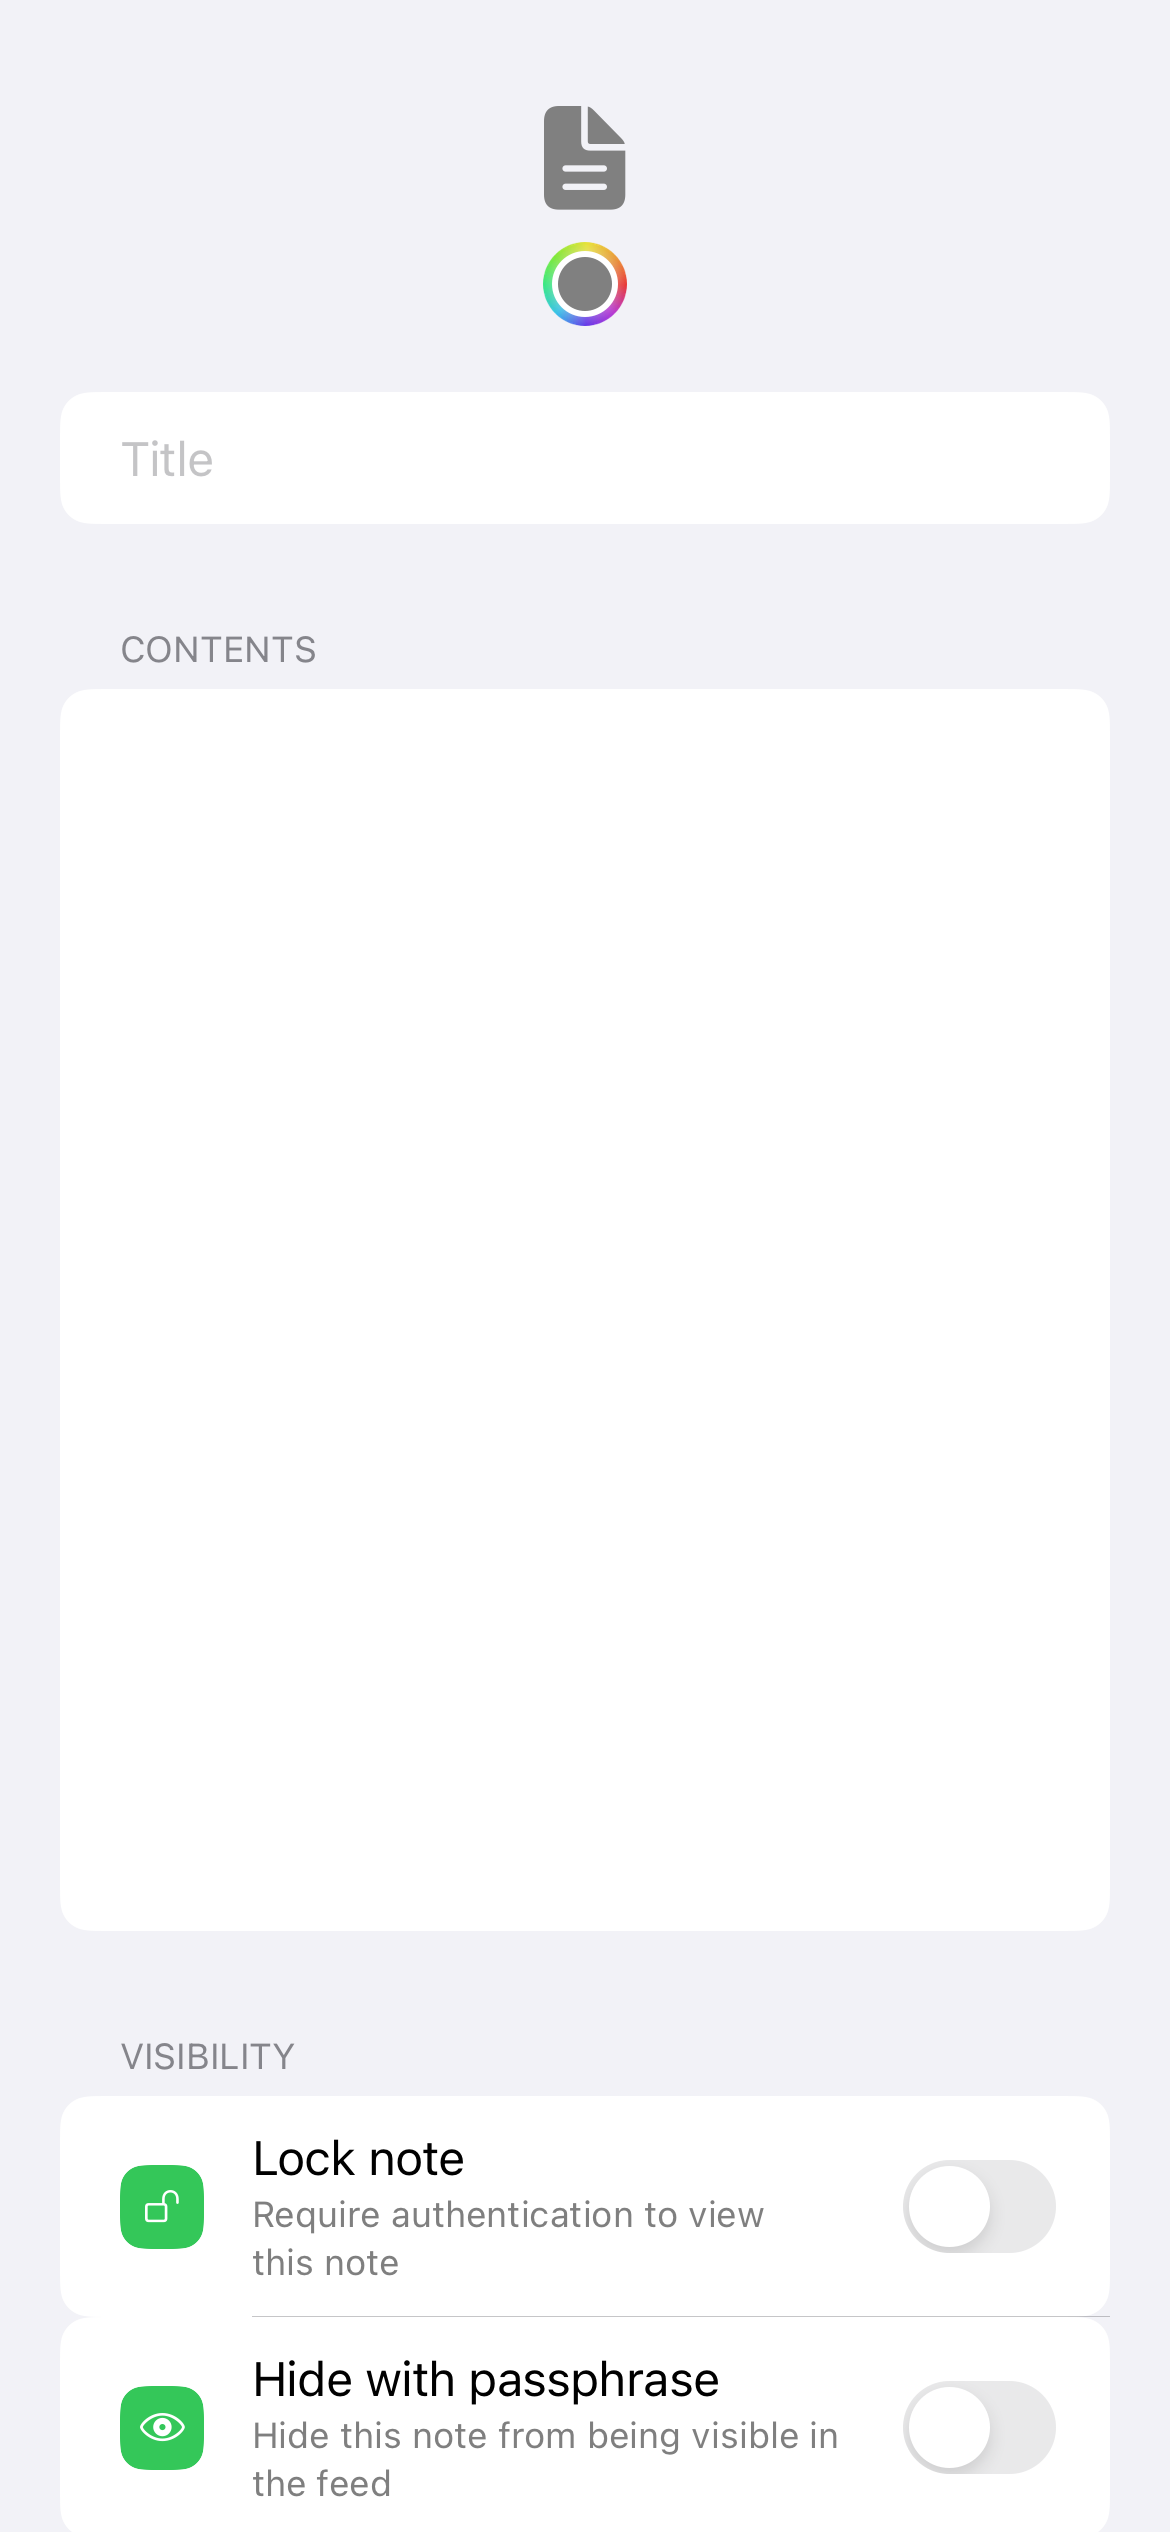 Title
CONTENTS
VISIBILITY
Lock note
Require authentication to view
this note
Hide with passphrase
Hide this note from being visible in
the feed